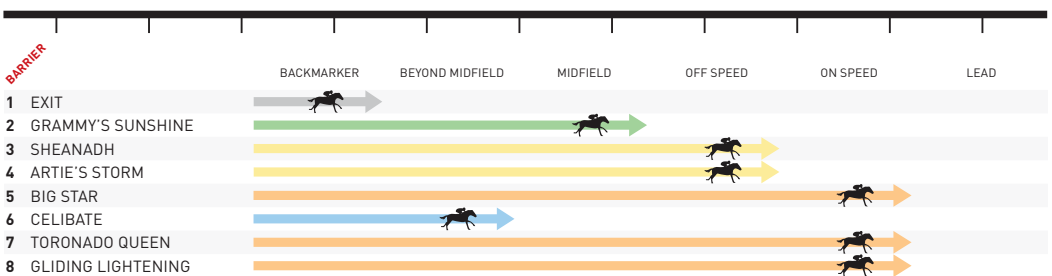 BARRIER
BACKMARKER BEYOND MIDFIELD MIDFIELD OFF SPEED ON SPEED LEAD
1 EXIT
2 GRAMMY'S SUNSHINE
3 SHEANADH
4 ARTIE'S STORM
5 BIG STAR
6 CELIBATE
7 TORONADO QUEEN
8 GLIDING LIGHTENING